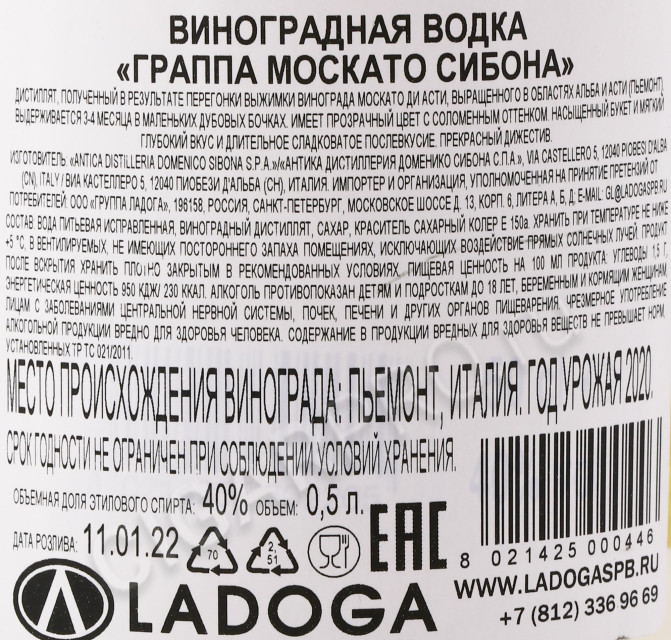 ВИНОГРАДНАЯ ВОДКА
«ГРАППА МОСКАТО СИБОНА»
ДИСТИЛЛЯТ, ПОЛУЧЕННЫЙ В РЕЗУЛЬТАТЕ ПЕРЕГОНКИ ВЫЖИМКИ ВИНОГРАДА МОСКАТО ДИ АСТИ, ВЫРАЩЕННОГО В ОБЛАСТЯХ АЛЬБА И АСТИ (ПЬЕМОНТ).
ВЫДЕРЖИВАЕТСЯ 3-4 МЕСЯЦА В МАЛЕНЬКИХ ДУБОВЫХ БОЧКАХ. ИМЕЕТ ПРОЗРАЧНЫЙ ЦВЕТ С СОЛОМЕННЫМ ОТТЕНКОМ. НАСЫЩЕННЫЙ БУКЕТ И МЯГКИЙ,
ГЛУБОКИЙ ВКУС И ДЛИТЕЛЬНОЕ СЛАДКОВАТОЕ ПОСЛЕВКУСИЕ. ПРЕКРАСНЫЙ ДИЖЕСТИВ.
ИЗГОТОВИТЕЛЬ: «ANTICA DISTILLERIA DOMENICO SIBONA S.P.A.»/«АНТИКА ДИСТИЛЛЕРИЯ ДОМЕНИКО СИБОНА С.П.А.», VIA CASTELLERO 5, 12040 PIOBESI D'ALBA
(CN), ITALY / ВИА КАСТЕЛЛЕРО 5, 12040 ПИОБЕЗИ Д'АЛЬБА (CH), ИТАЛИЯ. ИМПОРТЕР И ОРГАНИЗАЦИЯ, УПОЛНОМОЧЕННАЯ НА ПРИНЯТИЕ ПРЕТЕНЗИЙ ОТ
ПОТРЕБИТЕЛЕЙ: ООО «ГРУППА ЛАДОГА», 196158, РОССИЯ, САНКТ-ПЕТЕРБУРГ, МОСКОВСКОЕ ШОССЕ Д. 13, КОРП. 6, ЛИТЕРА А, Б, Д; E-MAIL: GL@LADOGASPB.R
СОСТАВ: ВОДА ПИТЬЕВАЯ ИСПРАВЛЕННАЯ, ВИНОГРАДНЫЙ ДИСТИЛЛЯТ, САХАР, КРАСИТЕЛЬ САХАРНЫЙ КОЛЕР Е 150а. ХРАНИТЬ ПРИ ТЕМПЕРАТУРЕ НЕ НИЖЕ
+5 °С, В ВЕНТИЛИРУЕМЫХ, НЕ ИМЕЮЩИХ ПОСТОРОННЕГО ЗАПАХА ПОМЕЩЕНИЯХ, ИСКЛЮЧАЮЩИХ ВОЗДЕЙСТВИЕ ПРЯМЫХ СОЛНЕЧНЫХ ЛУЧЕЙ. ПРОДУКТ
ПОСЛЕ ВСКРЫТИЯ ХРАНИТЬ ПЛОТНО ЗАКРЫТЫМ В РЕКОМЕНДОВАННЫХ УСЛОВИЯХ. ПИЩЕВАЯ ЦЕННОСТЬ НА 100 МЛ ПРОДУКТА: УГЛЕВОДЫ 1,5 Г,
ЭНЕРГЕТИЧЕСКАЯ ЦЕННОСТЬ 950 КДЖ/ 230 ККАЛ. АЛКОГОЛЬ ПРОТИВОПОКАЗАН ДЕТЯМ И ПОДРОСТКАМ ДО 18 ЛЕТ, БЕРЕМЕННЫМ И КОРМЯЩИМ ЖЕНЩИНАМ,
ЛИЦАМ С ЗАБОЛЕВАНИЯМИ ЦЕНТРАЛЬНОЙ НЕРВНОЙ СИСТЕМЫ, ПОЧЕК, ПЕЧЕНИ И ДРУГИХ ОРГАНОВ ПИЩЕВАРЕНИЯ, ЧРЕЗМЕРНОЕ УПОТРЕБЛЕНИЕ
АЛКОГОЛЬНОЙ ПРОДУКЦИИ ВРЕДНО ДЛЯ ЗДОРОВЬЯ ЧЕЛОВЕКА. СОДЕРЖАНИЕ В ПРОДУКЦИИ ВРЕДНЫХ ДЛЯ ЗДОРОВЬЯ ВЕЩЕСТВ НЕ ПРЕВЫШАЕТ НОРМ,
УСТАНОВЛЕННЫХ ТР ТС 021/2011.
МЕСТО ПРОИСХОЖДЕНИЯ ВИНОГРАДА: ПЬЕМОНТ, ИТАЛИЯ. ГОД УРОЖАЯ 2020.
СРОК ГОДНОСТИ НЕ ОГРАНИЧЕН ПРИ СОБЛЮДЕНИИ УСЛОВИЙ ХРАНЕНИЯ.
ОБЪЕМНАЯ ДОЛЯ ЭТИЛОВОГО СПИРТА: 40% ОБЪЕМ: 0,5 л.
ДАТА РОЗЛИВА: 11.01.22 70 2, 51 EAC
8 021425 000446
WWW.LADOGASPB.RU
LADOGA +7 (812) 336 96 69